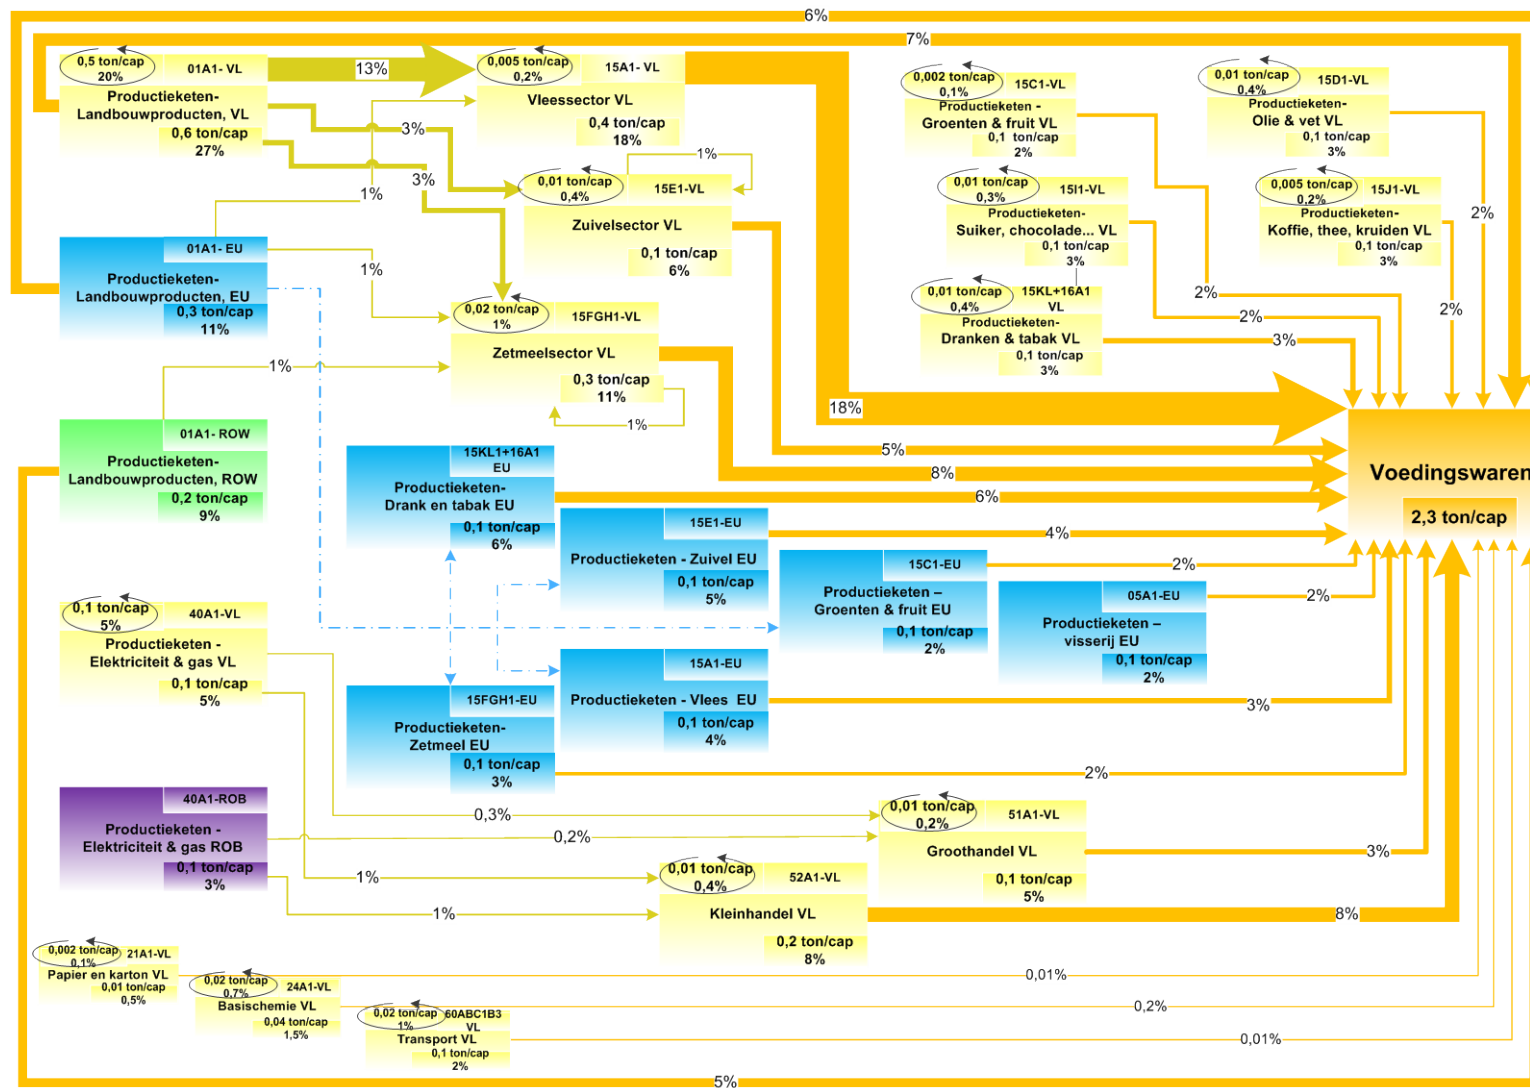 6%
7%
0,5 ton/cap
20%
01A1- VL
Productieketen-
Landbouwproducten, VL
0,6 ton/cap
27%
13%
3%
3%
0,005 ton/cap
0,2%
15A1- VL
Vleessector VL
0,4 ton/cap
18%
1%
0,01 ton/cap
0,4%
15E1-VL
Zuivelsector VL
0,1 ton/cap
6%
1%
01A1- EU
Productieketen-
Landbouwproducten, EU
0,3 ton/cap
11%
1%
0,02 ton/cap
1%
15FGH1-VL
Zetmeelsector VL
0,3 ton/cap
11%
1%
1%
01A1- ROW
Productieketen-
Landbouwproducten, ROW
0,2 ton/cap
9%
0,002 ton/cap
0,1%
15C1-VL
Productieketen -
Groenten & fruit VL
0,1 ton/cap
2%
0,01 ton/cap
0,4%
15D1-VL
Productieketen-
Olie & vet VL
0,1 ton/cap
3%
0,01 ton/cap
0,3%
15I1-VL
Productieketen-
Suiker, chocolade... VL
0,1 ton/cap
3%
0,005 ton/cap
0,2%
15J1-VL
Productieketen-
Koffie, thee, kruiden VL
0,1 ton/cap
3%
2%
0,01 ton/cap
0,4%
15KL+16A1
VL
Productieketen-
Dranken & tabak VL
0,1 ton/cap
3%
2%
2%
2%
3%
18%
5%
8%
6%
4%
Voedingswaren
2,3 ton/cap
15KL1+16A1
EU
Productieketen-
Drank en tabak EU
0,1 ton/cap
6%
15E1-EU
Productieketen - Zuivel EU
0,1 ton/cap
5%
15C1-EU
Productieketen –
Groenten & fruit EU
0,1 ton/cap
2%
2%
05A1-EU
Productieketen –
visserij EU
0,1 ton/cap
2%
2%
0,1 ton/cap
5%
40A1-VL
Productieketen -
Elektriciteit & gas VL
0,1 ton/cap
5%
15A1-EU
Productieketen - Vlees EU
0,1 ton/cap
4%
3%
15FGH1-EU
Productieketen-
Zetmeel EU
0,1 ton/cap
3%
2%
40A1-ROB
Productieketen -
Elektriciteit & gas ROB
0,1 ton/cap
3%
0,3%
0,2%
0,01 ton/cap
0,2%
51A1-VL
Groothandel VL
0,1 ton/cap
5%
3%
1%
1%
0,01 ton/cap
0,4%
52A1-VL
Kleinhandel VL
0,2 ton/cap
8%
8%
0,002 ton/cap
0,1%
21A1-VL
Papier en karton VL
0,01 ton/cap
0,5%
0,01%
0,02 ton/cap
0,7%
24A1-VL
Basischemie VL
0,04 ton/cap
1,5%
0,2%
0,02 ton/cap
1%
60ABC1B3
VL
Transport VL
0,1 ton/cap
2%
0,01%
5%